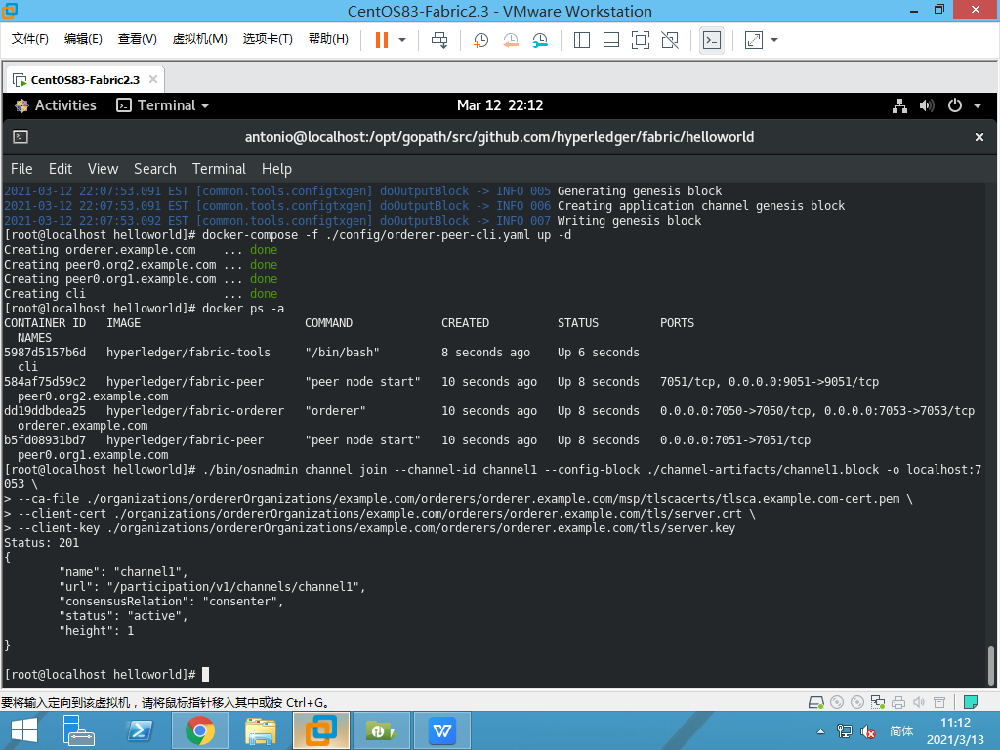 CentOS83-Fabric2.3 - VMware Workstation
文件(F) 编辑(E) 查看(V) 虚拟机(M) 选项卡(T) 帮助(H)
CentOS83-Fabric2.3
Activities Terminal Mar 12 22:12
antonio@localhost:/opt/gopath/src/github.com/hyperledger/fabric/helloworld
File Edit View Search Terminal Help
2021-03-12 22:07:53.091 EST [common.tools.configtxgen] doOutputBlock -> INFO 005 Generating genesis block
2021-03-12 22:07:53.091 EST [common.tools.configtxgen] doOutputBlock -> INFO 006 Creating application channel genesis block
2021-03-12 22:07:53.092 EST [common.tools.configtxgen] doOutputBlock -> INFO 007 Writing genesis block
[root@localhost helloworld]# docker-compose -f ./config/orderer-peer-cli.yaml up -d
Creating orderer.example.com    ... done
Creating peer0.org2.example.com ... done
Creating peer0.org1.example.com ... done
Creating cli                    ... done
[root@localhost helloworld]# docker ps -a
CONTAINER ID   IMAGE                        COMMAND             CREATED          STATUS         PORTS
  NAMES
5987d5157b6d   hyperledger/fabric-tools     "/bin/bash"         8 seconds ago    Up 6 seconds
  cli
584af75d59c2   hyperledger/fabric-peer      "peer node start"   10 seconds ago   Up 8 seconds   7051/tcp, 0.0.0.0:9051->9051/tcp
  peer0.org2.example.com
dd19ddbdea25   hyperledger/fabric-orderer   "orderer"           10 seconds ago   Up 8 seconds   0.0.0.0:7050->7050/tcp, 0.0.0.0:7053->7053/tcp
  orderer.example.com
b5fd08931bd7   hyperledger/fabric-peer      "peer node start"   10 seconds ago   Up 8 seconds   0.0.0.0:7051->7051/tcp
  peer0.org1.example.com
[root@localhost helloworld]# ./bin/osnadmin channel join --channel-id channel1 --config-block ./channel-artifacts/channel1.block -o localhost:7
053 \
> --ca-file ./organizations/ordererOrganizations/example.com/orderers/orderer.example.com/msp/tlscacerts/tlsca.example.com-cert.pem \
> --client-cert ./organizations/ordererOrganizations/example.com/orderers/orderer.example.com/tls/server.crt \
> --client-key ./organizations/ordererOrganizations/example.com/orderers/orderer.example.com/tls/server.key
Status: 201
{
        "name": "channel1",
        "url": "/participation/v1/channels/channel1",
        "consensusRelation": "consenter",
        "status": "active",
        "height": 1
}
[root@localhost helloworld]#
要将输入定向到该虚拟机，请将鼠标指针移入其中或按 Ctrl+G。
简体
11:12
2021/3/13